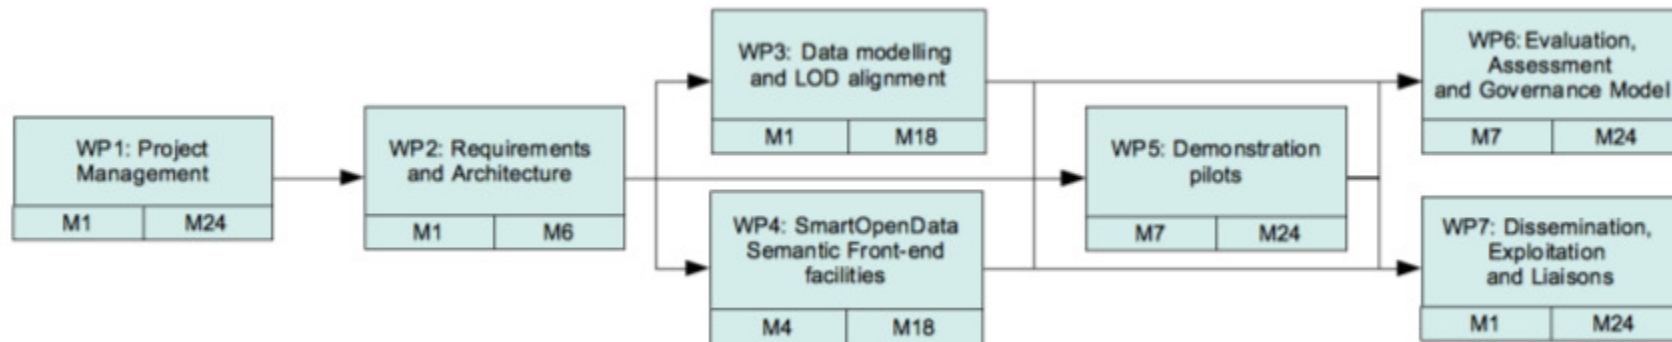 WP1: Project
Management
M1 M24
WP2: Requirements
and Architecture
M1 M6
WP3: Data modelling
and LOD alignment
M1 M18
WP4: SmartOpenData
Semantic Front-end
facilities
M4 M18
WP5: Demonstration
pilots
M7 M24
WP6: Evaluation,
Assessment
and Governance Model
M7 M24
WP7: Dissemination,
Exploitation
and Liaisons
M1 M24